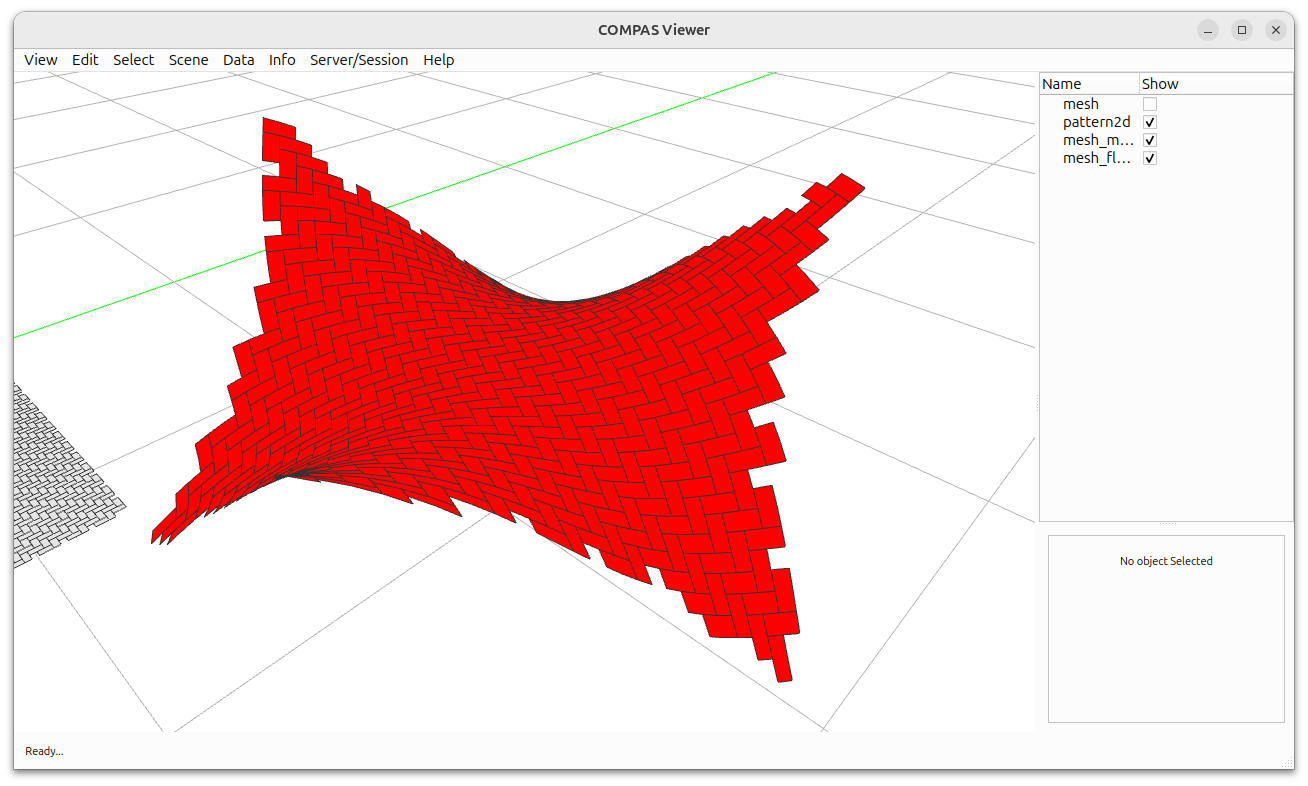 COMPAS Viewer
View Edit Select Scene Data Info Server/Session Help
Name Show
mesh
pattern2d
mesh_m...
mesh_fl...
No object Selected
Ready...